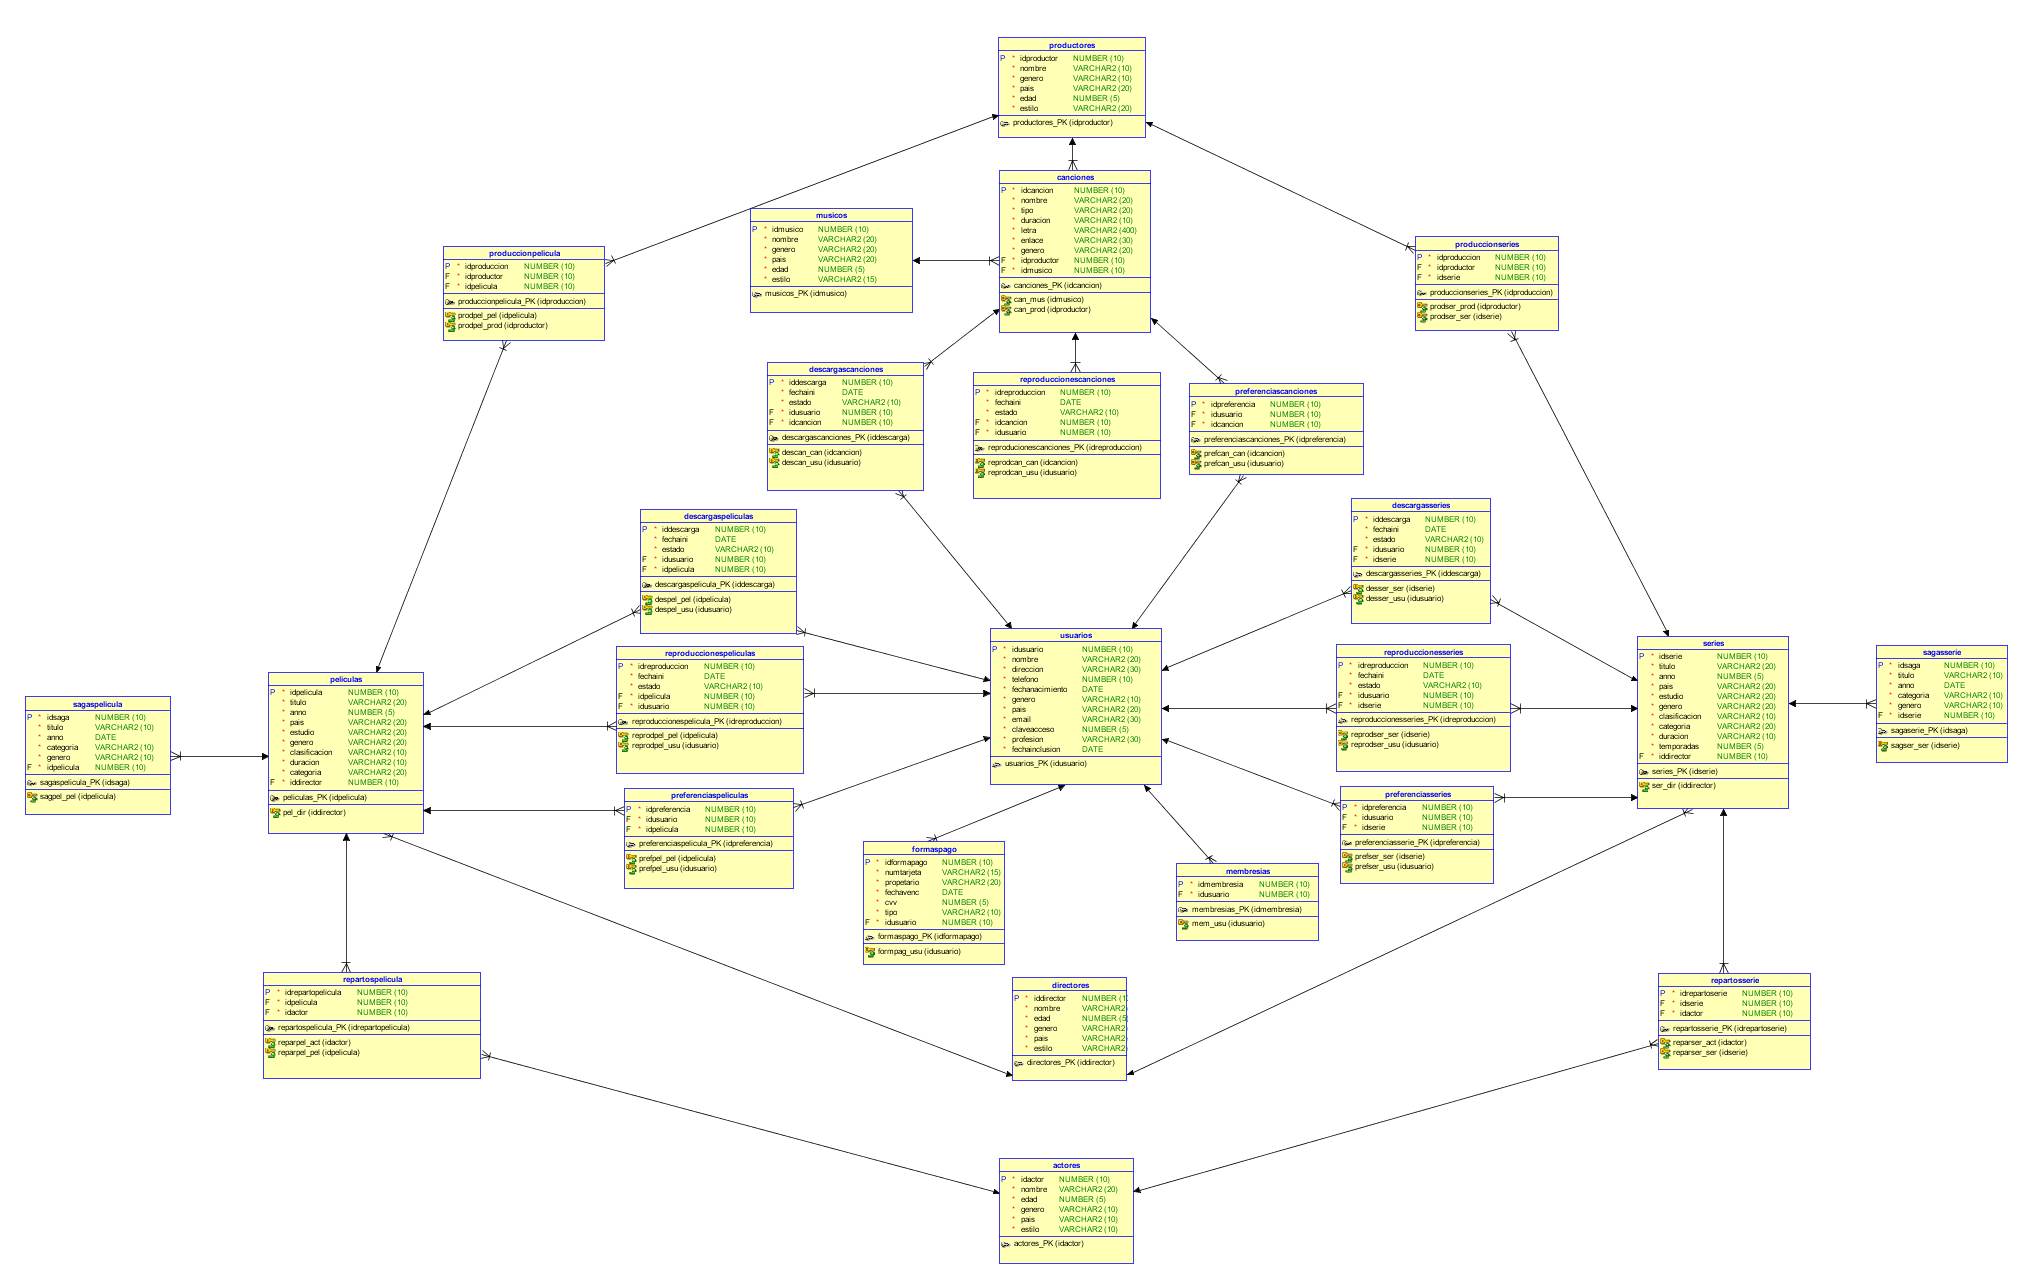 productores
P * idproductor NUMBER (10)
* nombre VARCHAR2 (10)
* genero VARCHAR2 (10)
* pais VARCHAR2 (20)
* edad NUMBER (5)
* estilo VARCHAR2 (20)
productores_PK (idproductor)
canciones
P * idcancion NUMBER (10)
* nombre VARCHAR2 (20)
* tipo VARCHAR2 (20)
* duracion VARCHAR2 (10)
* letra VARCHAR2 (400)
* enlace VARCHAR2 (30)
* genero VARCHAR2 (20)
F * idproductor NUMBER (10)
F * idmusico NUMBER (10)
canciones_PK (idcancion)
can_mus (idmusico)
can_prod (idproductor)
musicos
P * idmusico NUMBER (10)
* nombre VARCHAR2 (20)
* genero VARCHAR2 (20)
* pais VARCHAR2 (20)
* edad NUMBER (5)
* estilo VARCHAR2 (15)
musicos_PK (idmusico)
produccionpelicula
P * idproduccion NUMBER (10)
F * idproductor NUMBER (10)
F * idpelicula NUMBER (10)
produccionpelicula_PK (idproduccion)
prodpel_pel (idpelicula)
prodpel_prod (idproductor)
produccionseries
P * idproduccion NUMBER (10)
F * idproductor NUMBER (10)
F * idserie NUMBER (10)
produccionseries_PK (idproduccion)
prodser_prod (idproductor)
prodser_ser (idserie)
descargascanciones
P * iddescarga NUMBER (10)
* fechaini DATE
* estado VARCHAR2 (10)
F * idusuario NUMBER (10)
F * idcancion NUMBER (10)
descargascanciones_PK (iddescarga)
descan_can (idcancion)
descan_usu (idusuario)
reproduccionescanciones
P * idreproduccion NUMBER (10)
* fechaini DATE
* estado VARCHAR2 (10)
F * idcancion NUMBER (10)
F * idusuario NUMBER (10)
reproducionescanciones_PK (idreproduccion)
reprodcan_can (idcancion)
reprodcan_usu (idusuario)
preferenciascanciones
P * idpreferencia NUMBER (10)
F * idusuario NUMBER (10)
F * idcancion NUMBER (10)
preferenciascanciones_PK (idpreferencia)
prefcan_can (idcancion)
prefcan_usu (idusuario)
descargaspeliculas
P * iddescarga NUMBER (10)
* fechaini DATE
* estado VARCHAR2 (10)
F * idusuario NUMBER (10)
F * idpelicula NUMBER (10)
descargaspelicula_PK (iddescarga)
despel_pel (idpelicula)
despel_usu (idusuario)
descargasseries
P * iddescarga NUMBER (10)
* fechaini DATE
* estado VARCHAR2 (10)
F * idusuario NUMBER (10)
F * idserie NUMBER (10)
descargasseries_PK (iddescarga)
desser_ser (idserie)
desser_usu (idusuario)
usuarios
P * idusuario NUMBER (10)
* nombre VARCHAR2 (20)
* direccion VARCHAR2 (30)
* telefono NUMBER (10)
* fechanacimiento DATE
* genero VARCHAR2 (10)
* pais VARCHAR2 (20)
* email VARCHAR2 (30)
* claveacceso NUMBER (5)
* profesion VARCHAR2 (30)
* fechainclusion DATE
usuarios_PK (idusuario)
reproduccionespeliculas
P * idreproduccion NUMBER (10)
* fechaini DATE
* estado VARCHAR2 (10)
F * idpelicula NUMBER (10)
F * idusuario NUMBER (10)
reproduccionespelicula_PK (idreproduccion)
reprodpel_pel (idpelicula)
reprodpel_usu (idusuario)
reproduccionesseries
P * idreproduccion NUMBER (10)
* fechaini DATE
* estado VARCHAR2 (10)
F * idusuario NUMBER (10)
F * idserie NUMBER (10)
reproduccionesseries_PK (idreproduccion)
reprodser_ser (idserie)
reprodser_usu (idusuario)
series
P * idserie NUMBER (10)
* titulo VARCHAR2 (20)
* anno NUMBER (5)
* pais VARCHAR2 (20)
* estudio VARCHAR2 (20)
* genero VARCHAR2 (20)
* clasificacion VARCHAR2 (10)
* categoria VARCHAR2 (20)
* duracion VARCHAR2 (10)
* temporadas NUMBER (5)
F * iddirector NUMBER (10)
series_PK (idserie)
ser_dir (iddirector)
sagasserie
P * idsaga NUMBER (10)
* titulo VARCHAR2 (10)
* anno DATE
* categoria VARCHAR2 (10)
* genero VARCHAR2 (10)
F * idserie NUMBER (10)
sagaserie_PK (idsaga)
sagser_ser (idserie)
peliculas
P * idpelicula NUMBER (10)
* titulo VARCHAR2 (20)
* anno NUMBER (5)
* pais VARCHAR2 (20)
* estudio VARCHAR2 (20)
* genero VARCHAR2 (20)
* clasificacion VARCHAR2 (10)
* duracion VARCHAR2 (10)
* categoria VARCHAR2 (20)
F * iddirector NUMBER (10)
peliculas_PK (idpelicula)
pel_dir (iddirector)
sagaspelicula
P * idsaga NUMBER (10)
* titulo VARCHAR2 (10)
* anno DATE
* categoria VARCHAR2 (10)
* genero VARCHAR2 (10)
F * idpelicula NUMBER (10)
sagaspelicula_PK (idsaga)
sagpel_pel (idpelicula)
preferenciaspeliculas
P * idpreferencia NUMBER (10)
F * idusuario NUMBER (10)
F * idpelicula NUMBER (10)
preferenciaspelicula_PK (idpreferencia)
prefpel_pel (idpelicula)
prefpel_usu (idusuario)
preferenciasseries
P * idpreferencia NUMBER (10)
F * idusuario NUMBER (10)
F * idserie NUMBER (10)
preferenciasserie_PK (idpreferencia)
prefser_ser (idserie)
prefser_usu (idusuario)
formaspago
P * idformapago NUMBER (10)
* numtarjeta VARCHAR2 (15)
* propetario VARCHAR2 (20)
* fechavenc DATE
* cvv NUMBER (5)
* tipo VARCHAR2 (10)
F * idusuario NUMBER (10)
formaspago_PK (idformapago)
formpag_usu (idusuario)
membresias
P * idmembresia NUMBER (10)
F * idusuario NUMBER (10)
membresias_PK (idmembresia)
mem_usu (idusuario)
repartospelicula
P * idrepartopelicula NUMBER (10)
F * idpelicula NUMBER (10)
F * idactor NUMBER (10)
repartospelicula_PK (idrepartopelicula)
reparpel_act (idactor)
reparpel_pel (idpelicula)
directores
P * iddirector NUMBER (1
* nombre VARCHAR2
* edad NUMBER (5
* genero VARCHAR2
* pais VARCHAR2
* estilo VARCHAR2
directores_PK (iddirector)
repartosserie
P * idrepartoserie NUMBER (10)
F * idserie NUMBER (10)
F * idactor NUMBER (10)
repartosserie_PK (idrepartoserie)
reparser_act (idactor)
reparser_ser (idserie)
actores
P * idactor NUMBER (10)
* nombre VARCHAR2 (20)
* edad NUMBER (5)
* genero VARCHAR2 (10)
* pais VARCHAR2 (10)
* estilo VARCHAR2 (10)
actores_PK (idactor)